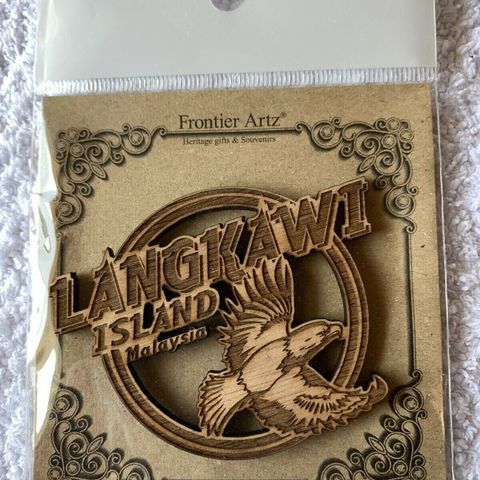 Frontier Artz®
Heritage gifts & Souvenirs
LANGKAWI
ISLAND
Malaysia